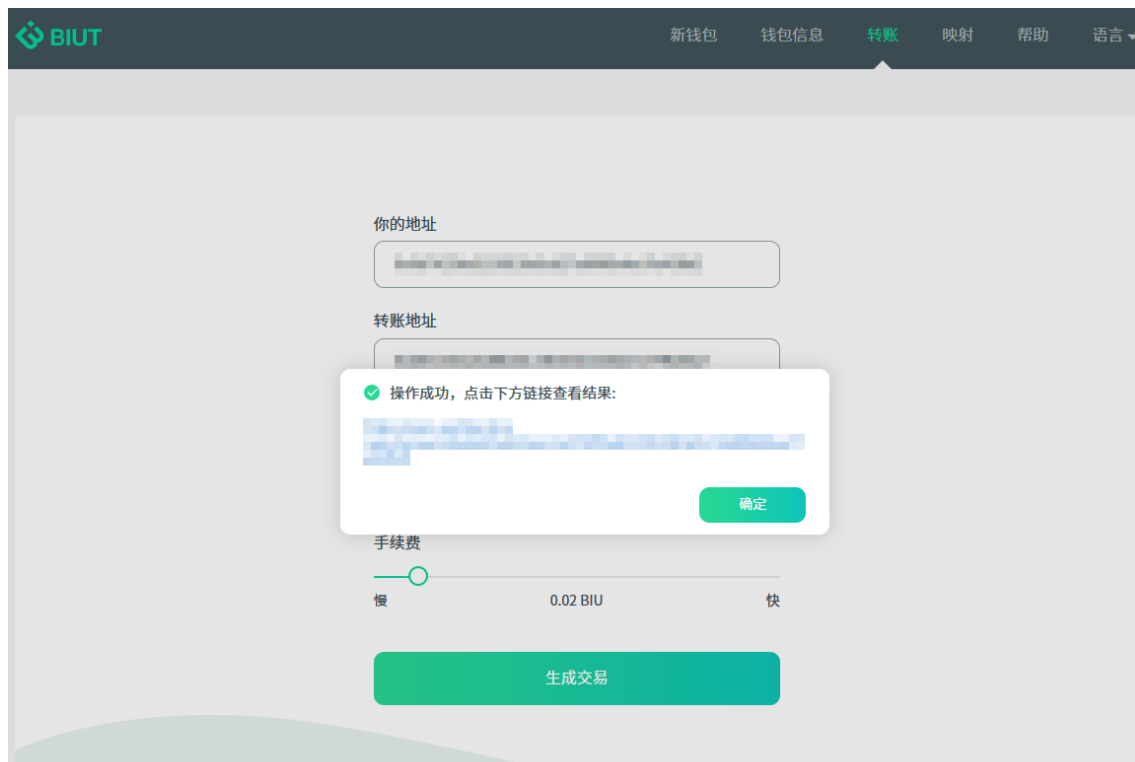 BIUT
新钱包 钱包信息 转账 映射 帮助 语言
你的地址
转账地址
操作成功，点击下方链接查看结果:
确定
手续费
慢 0.02 BIU 快
生成交易